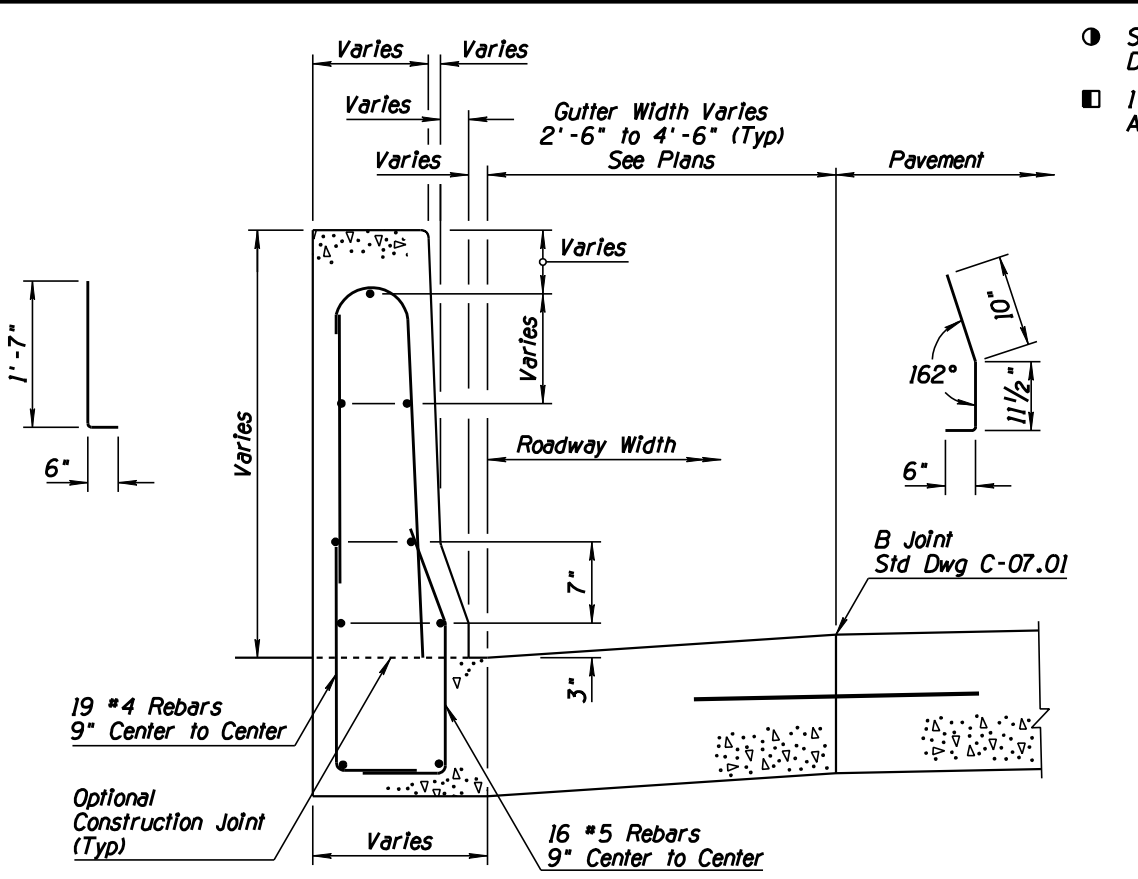 Varies
Varies
Varies
Gutter Width Varies
2'-6" to 4'-6" (Typ)
See Plans
Varies
Pavement
Varies
1'-7"
6"
Varies
Varies
Roadway Width
10"
162°
11½"
6"
B Joint
Std Dwg C-07.01
7"
3"
19 #4 Rebars
9" Center to Center
Optional
Construction Joint
(Typ)
Varies
16 #5 Rebars
9" Center to Center